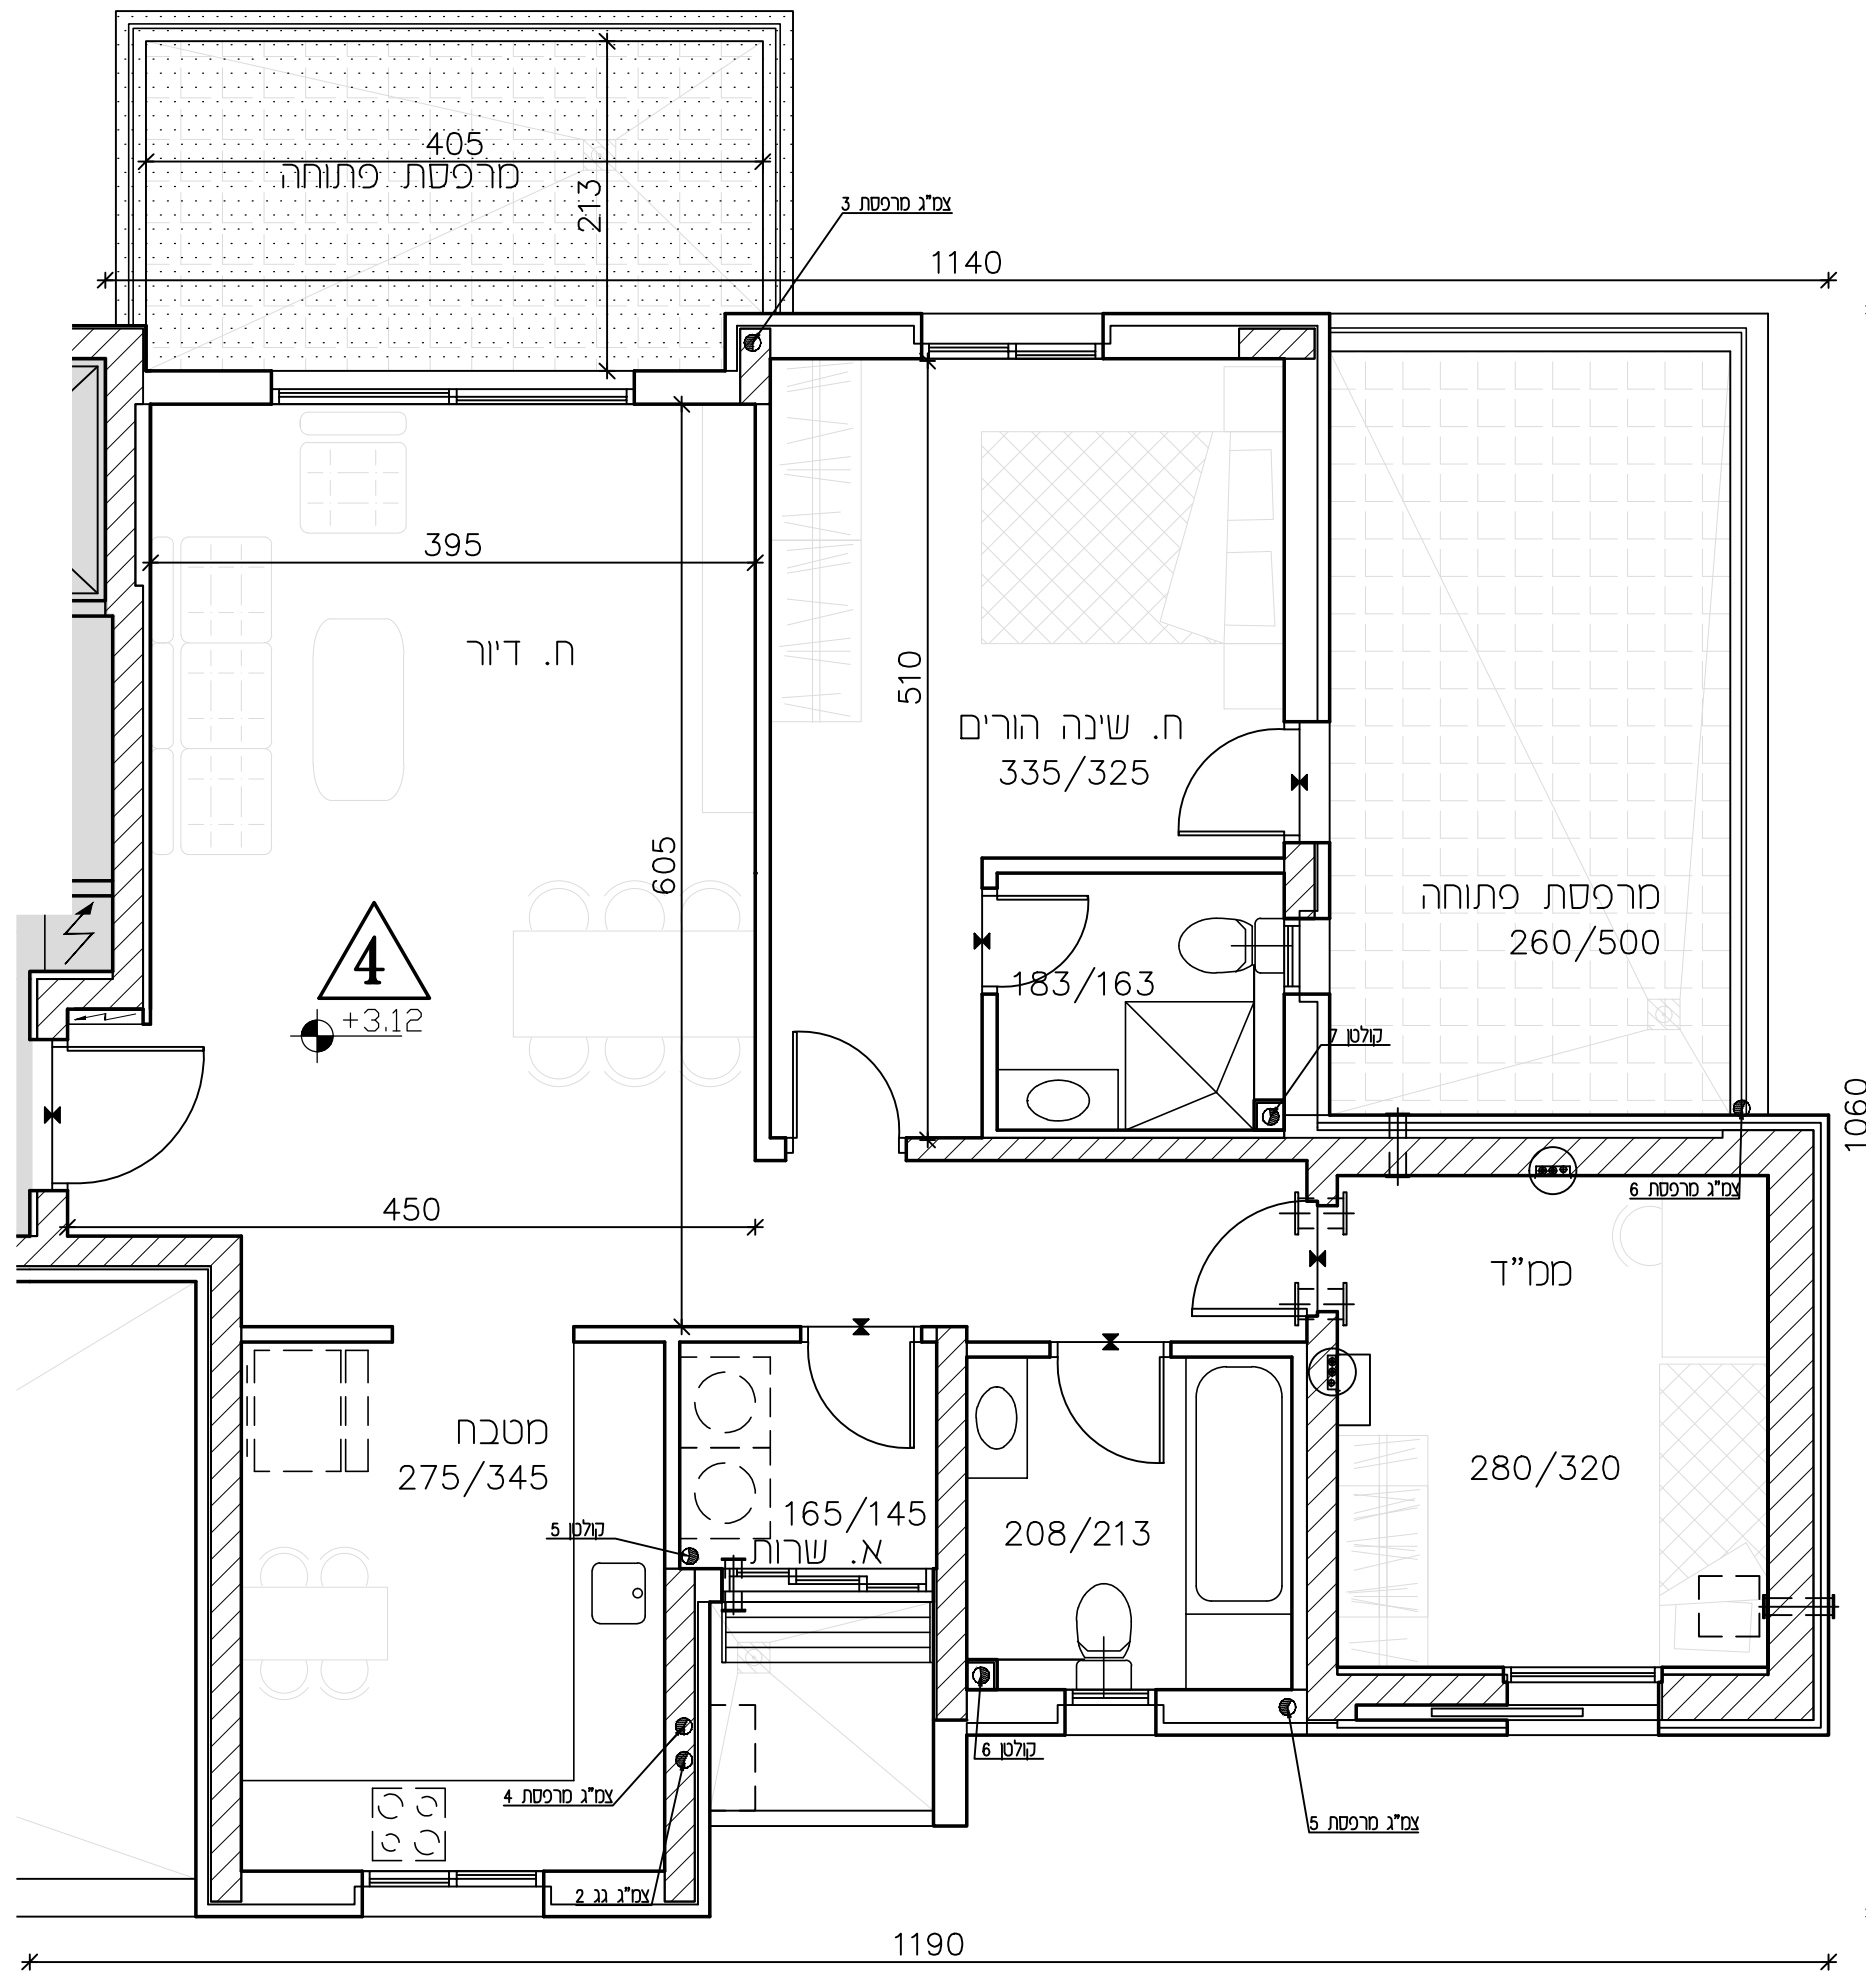 405
מרפסת פתוחה
213
צמ"ג מרפסת 3
1140
395
ח. דיור
510
ח. שינה הורים
335/325
605
מרפסת פתוחה
260/500
4
+3.12
183/163
קולטן 7
1060
צמ"ג מרפסת 6
450
ממ"ד
280/320
מטבח
275/345
165/145
א. שרות
קולטן 5
208/213
קולטן 6
צמ"ג מרפסת 4
צמ"ג מרפסת 5
צמ"ג גג 2
1190